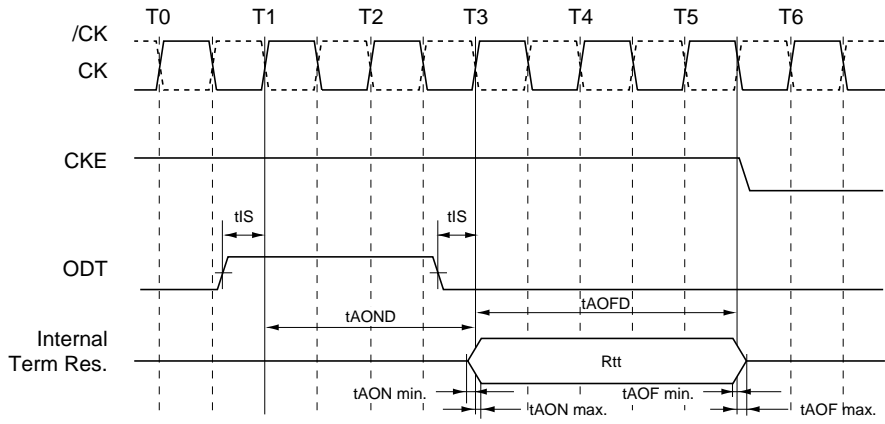 T0 T1 T2 T3 T4 T5 T6
/CK
CK
CKE
tIS tIS
ODT
tAOND tAOFD
Internal
Term Res.
Rtt
tAON min. tAOF min.
tAON max. tAOF max.